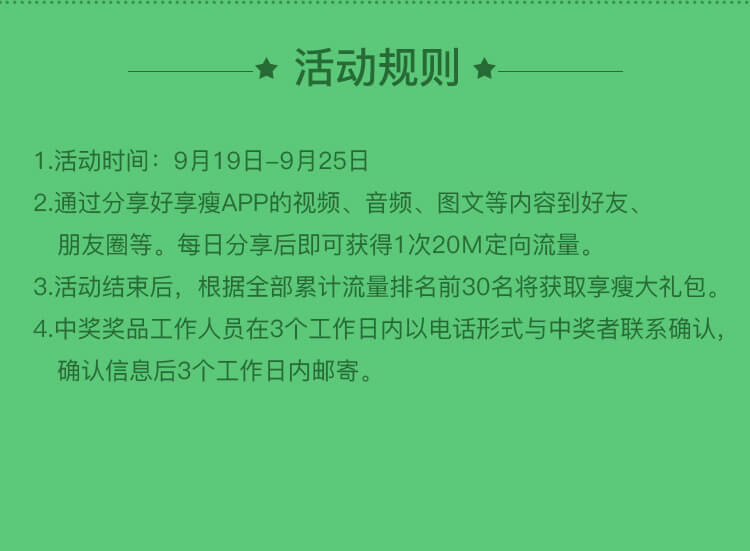 活动规则
1.活动时间：9月19日-9月25日
2.通过分享好享瘦APP的视频、音频、图文等内容到好友、
朋友圈等。每日分享后即可获得1次20M定向流量。
3.活动结束后，根据全部累计流量排名前30名将获取享瘦大礼包。
4.中奖奖品工作人员在3个工作日内以电话形式与中奖者联系确认，
确认信息后3个工作日内邮寄。